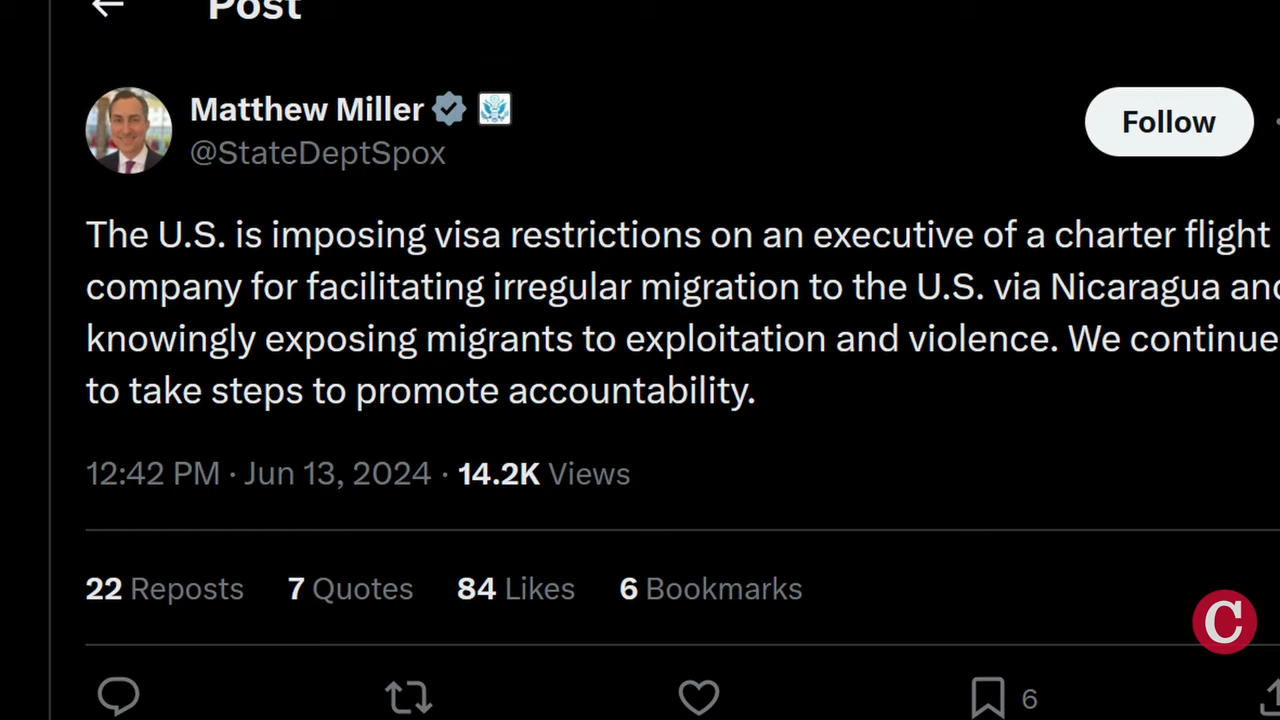 Post
Matthew Miller
@StateDeptSpox
Follow
The U.S. is imposing visa restrictions on an executive of a charter flight
company for facilitating irregular migration to the U.S. via Nicaragua and
knowingly exposing migrants to exploitation and violence. We continue
to take steps to promote accountability.
12:42 PM · Jun 13, 2024 · 14.2K Views
22 Reposts 7 Quotes 84 Likes 6 Bookmarks
C
6